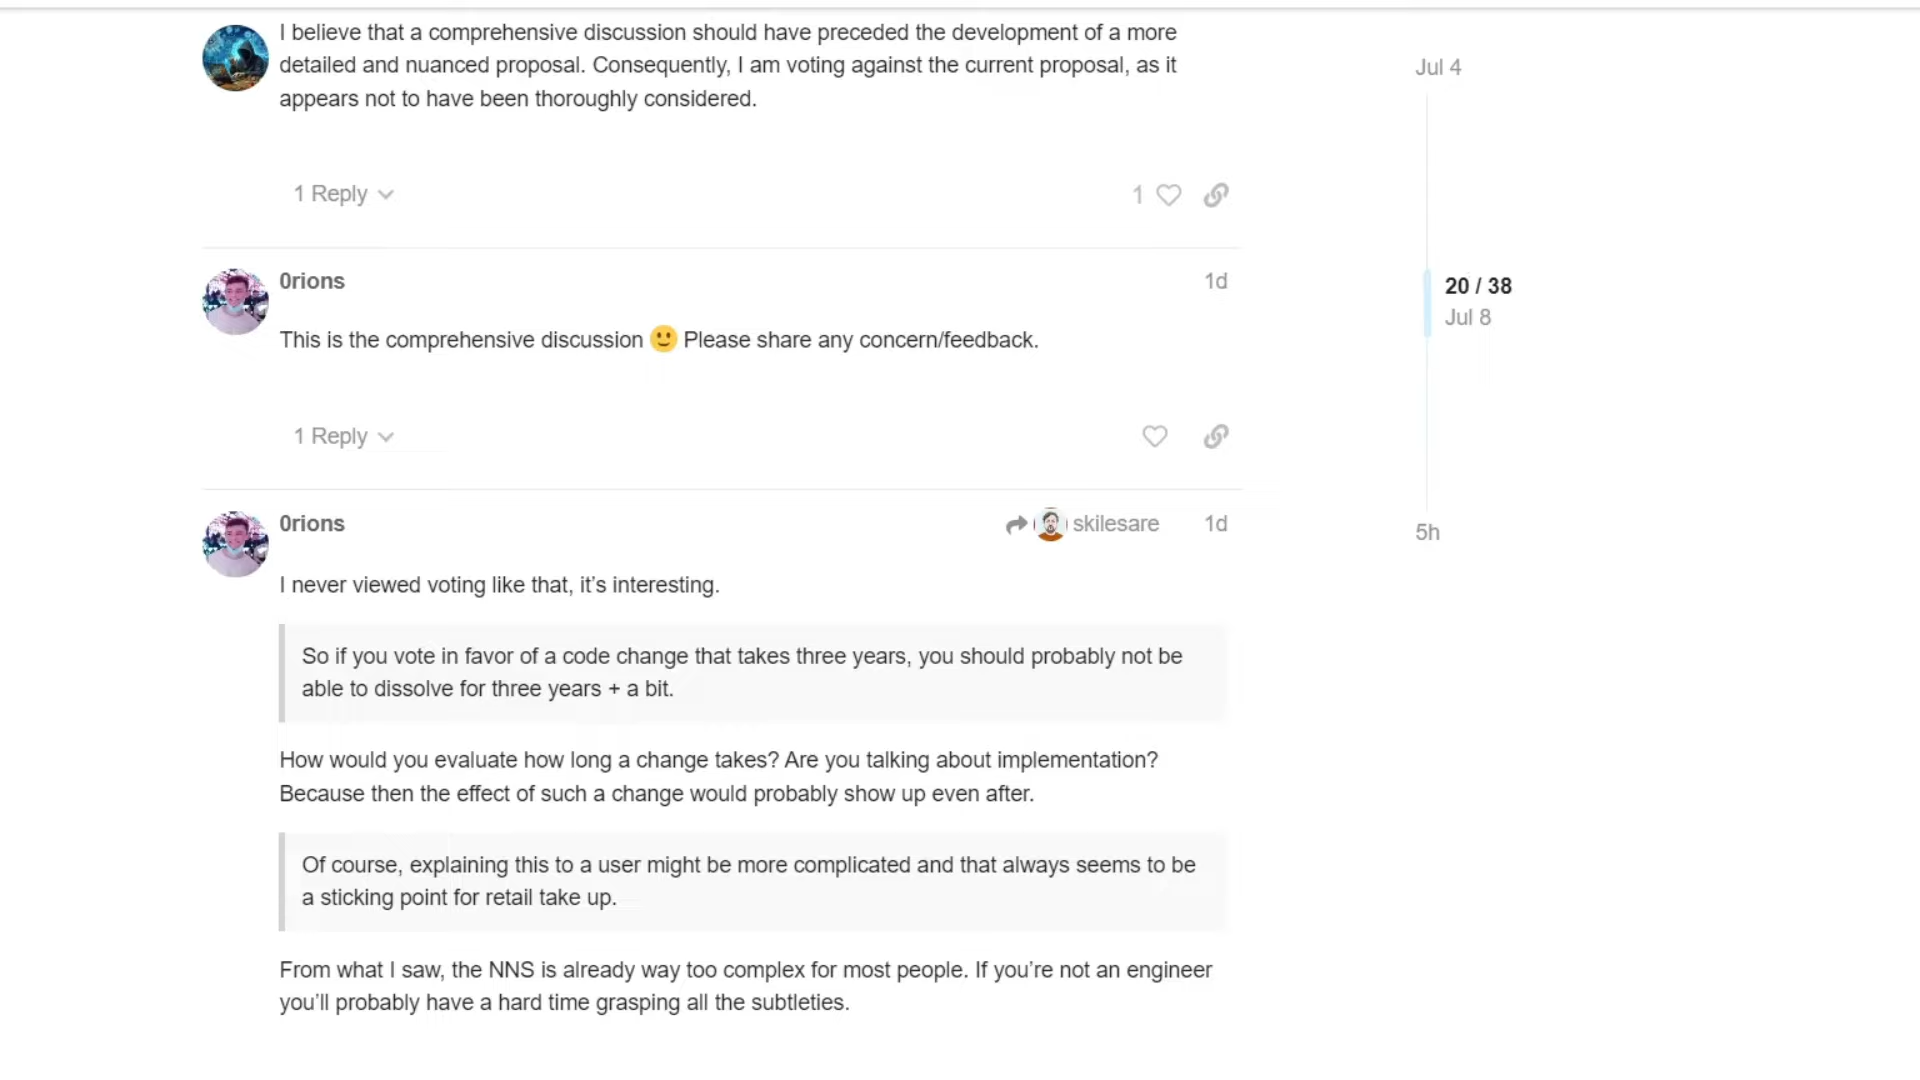 I believe that a comprehensive discussion should have preceded the development of a more
detailed and nuanced proposal. Consequently, I am voting against the current proposal, as it
appears not to have been thoroughly considered.
1 Reply
1
Jul 4
0rions
1d
This is the comprehensive discussion 🙂 Please share any concern/feedback.
1 Reply
20 / 38
Jul 8
0rions
skilesare
1d
5h
I never viewed voting like that, it’s interesting.
So if you vote in favor of a code change that takes three years, you should probably not be
able to dissolve for three years + a bit.
How would you evaluate how long a change takes? Are you talking about implementation?
Because then the effect of such a change would probably show up even after.
Of course, explaining this to a user might be more complicated and that always seems to be
a sticking point for retail take up.
From what I saw, the NNS is already way too complex for most people. If you’re not an engineer
you’ll probably have a hard time grasping all the subtleties.